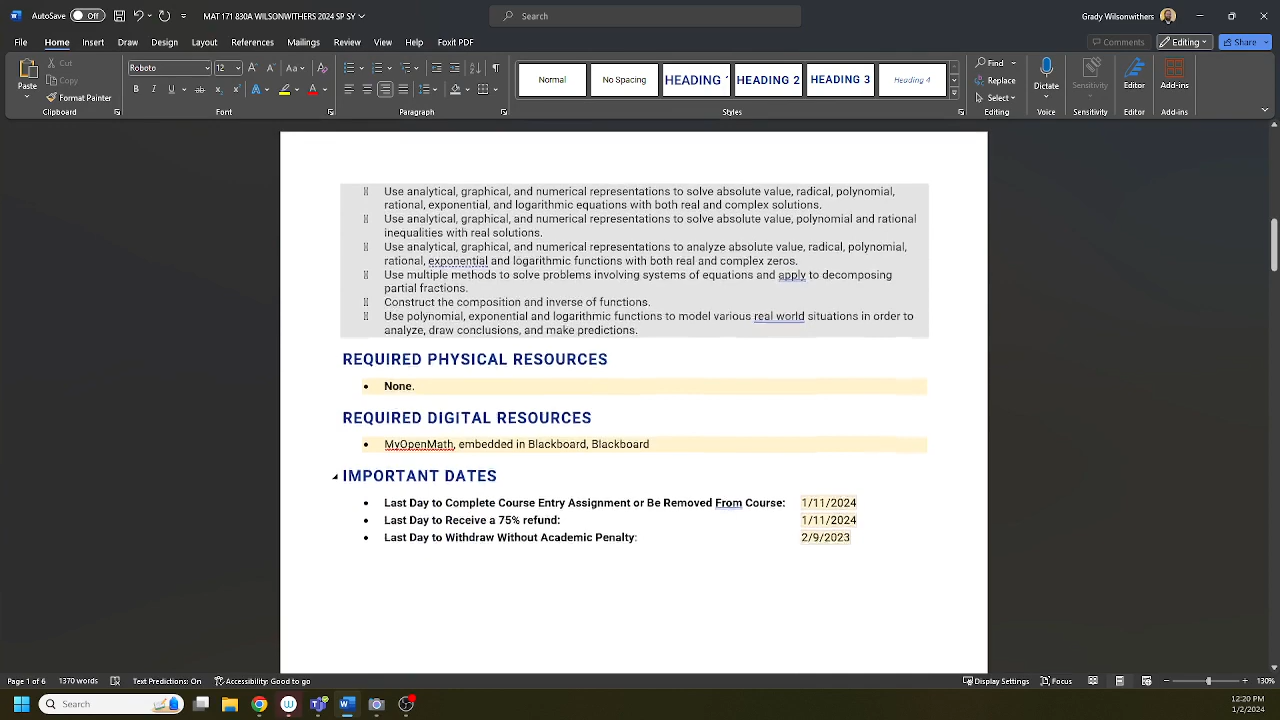 AutoSave
Off
MAT 17 830A WILSONWITHERS 2024 SP SY
Search
Grady Wilsonwithers
File
Home
Insert
Draw
Design
Layout
References
Mailings
Review
View
Help
Foxit PDF
Comments
Editing
Share
Paste
Cut
Copy
Format Painter
Clipboard
Roboto
12
Font
Paragraph
Normal
No Spacing
HEADING 1
HEADING 2
HEADING 3
Heading 4
Styles
Find
Replace
Select
Editing
Dictate
Voice
Sensitivity
Sensitivity
Editor
Editor
Add-ins
Add-ins
Use analytical, graphical, and numerical representations to solve absolute value, radical, polynomial,
rational, exponential, and logarithmic equations with both real and complex solutions.
Use analytical, graphical, and numerical representations to solve absolute value, polynomial and rational
inequalities with real solutions.
Use analytical, graphical, and numerical representations to analyze absolute value, radical, polynomial,
rational, exponential and logarithmic functions with both real and complex zeros.
Use multiple methods to solve problems involving systems of equations and apply to decomposing
partial fractions.
Construct the composition and inverse of functions.
Use polynomial, exponential and logarithmic functions to model various real world situations in order to
analyze, draw conclusions, and make predictions.
REQUIRED PHYSICAL RESOURCES
• None.
REQUIRED DIGITAL RESOURCES
• MyOpenMath, embedded in Blackboard, Blackboard
IMPORTANT DATES
• Last Day to Complete Course Entry Assignment or Be Removed From Course: 1/11/2024
• Last Day to Receive a 75% refund: 1/11/2024
• Last Day to Withdraw Without Academic Penalty: 2/9/2023
Page 1 of 6
1370 words
Text Predictions: On
Accessibility: Good to go
Display Settings
Focus
130%
Search
12:20 PM
1/2/2024